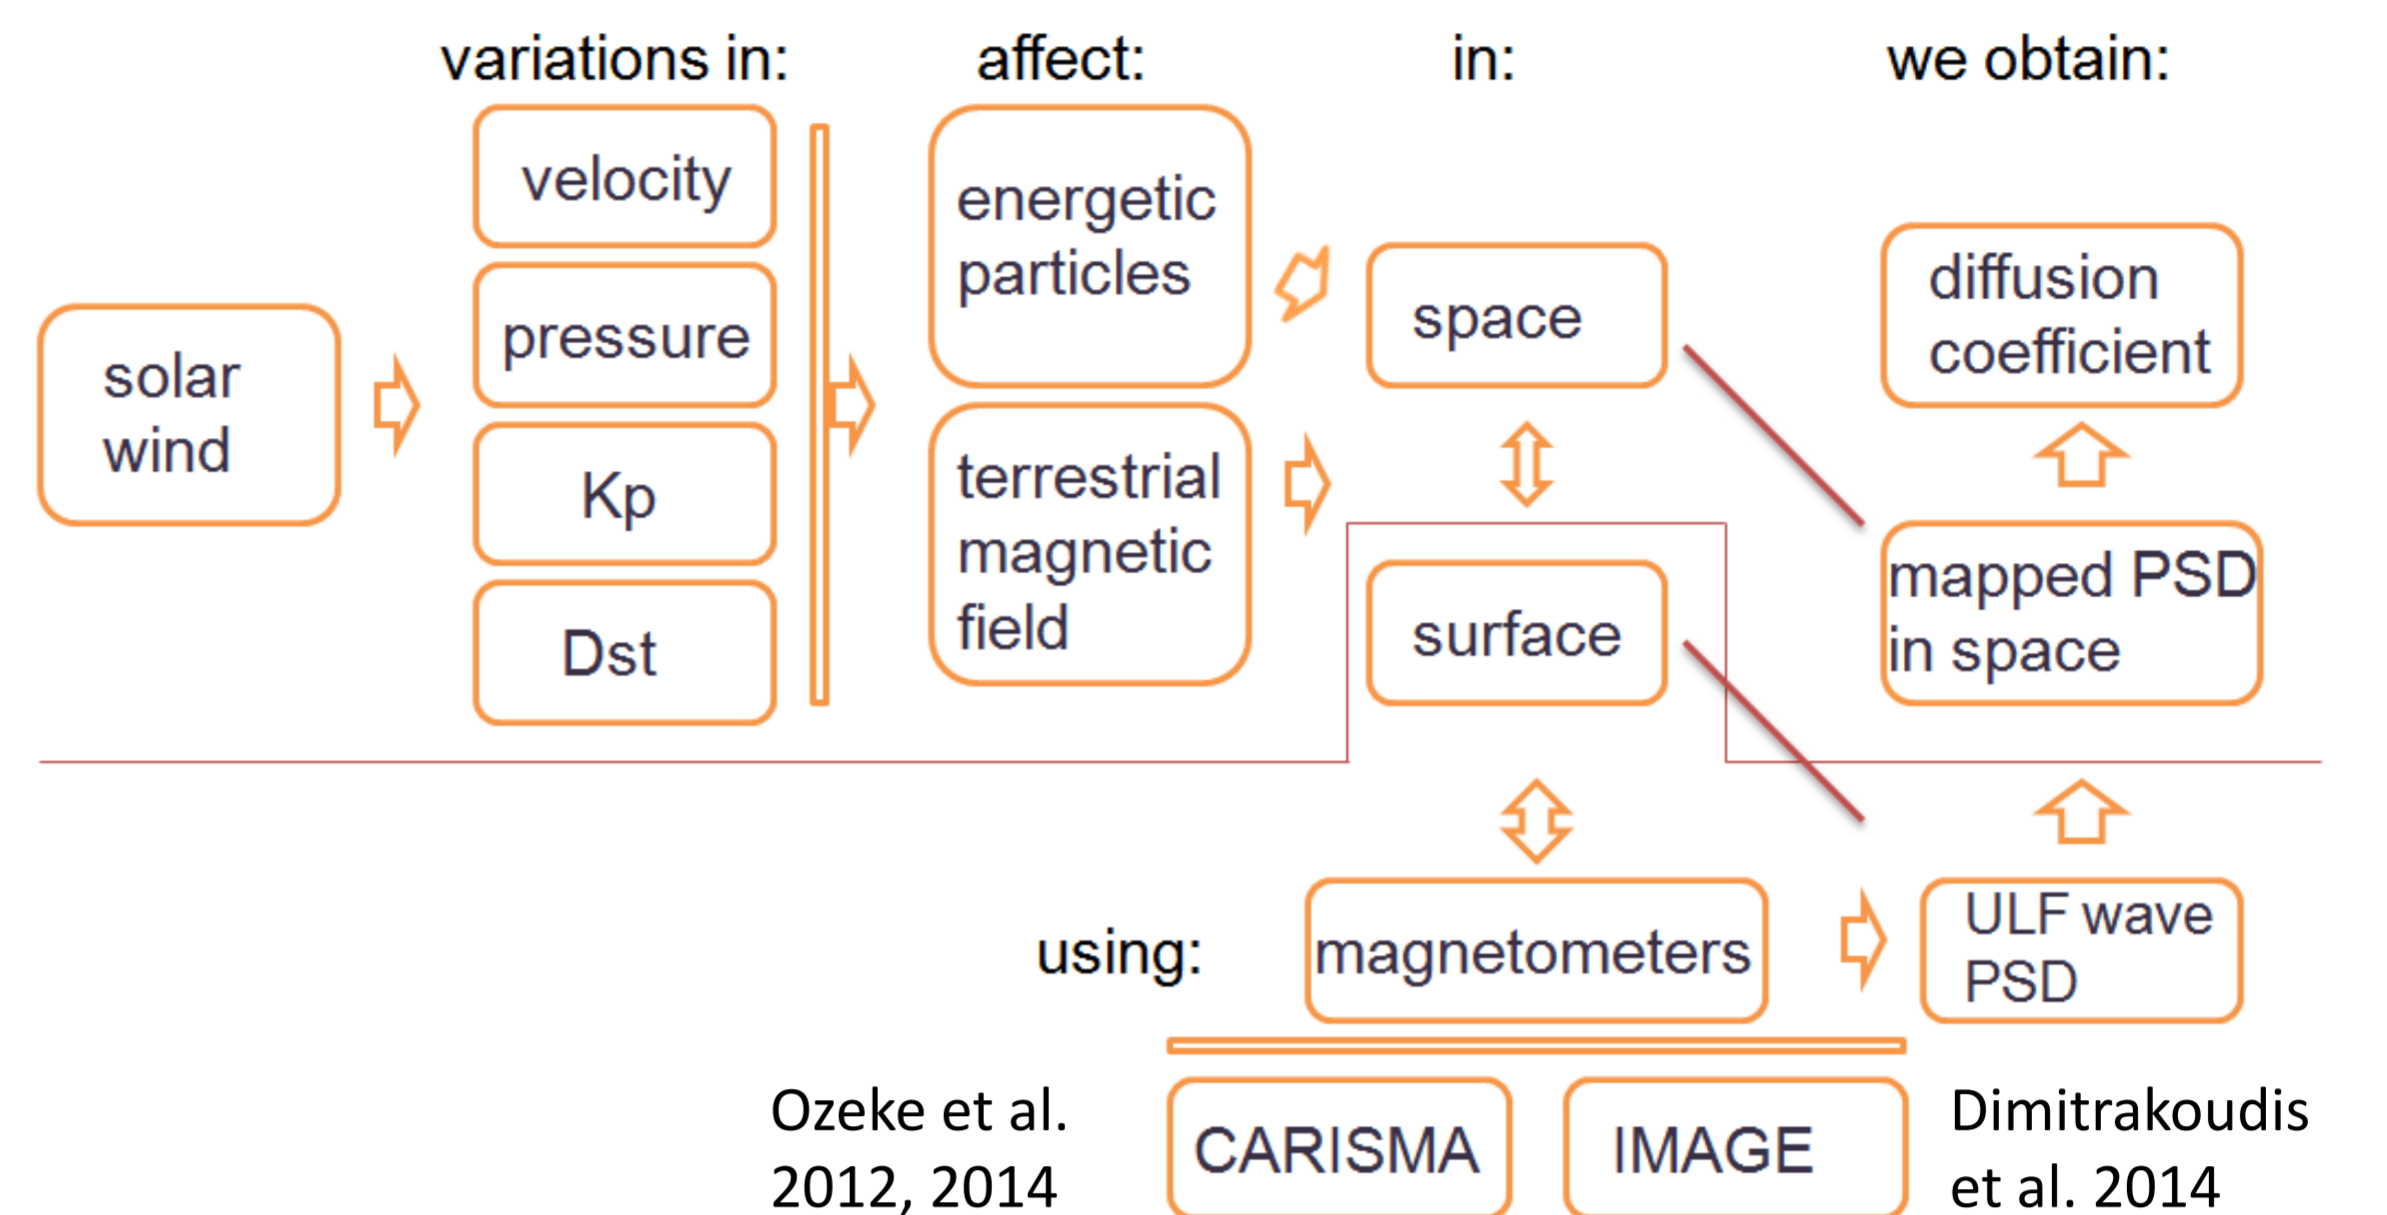 variations in:
affect:
in:
we obtain:
velocity
pressure
Kp
Dst
solar
wind
energetic
particles
terrestrial
magnetic
field
space
surface
diffusion
coefficient
mapped PSD
in space
using:
magnetometers
ULF wave
PSD
Ozeke et al.
2012, 2014
CARISMA
IMAGE
Dimitrakoudis
et al. 2014